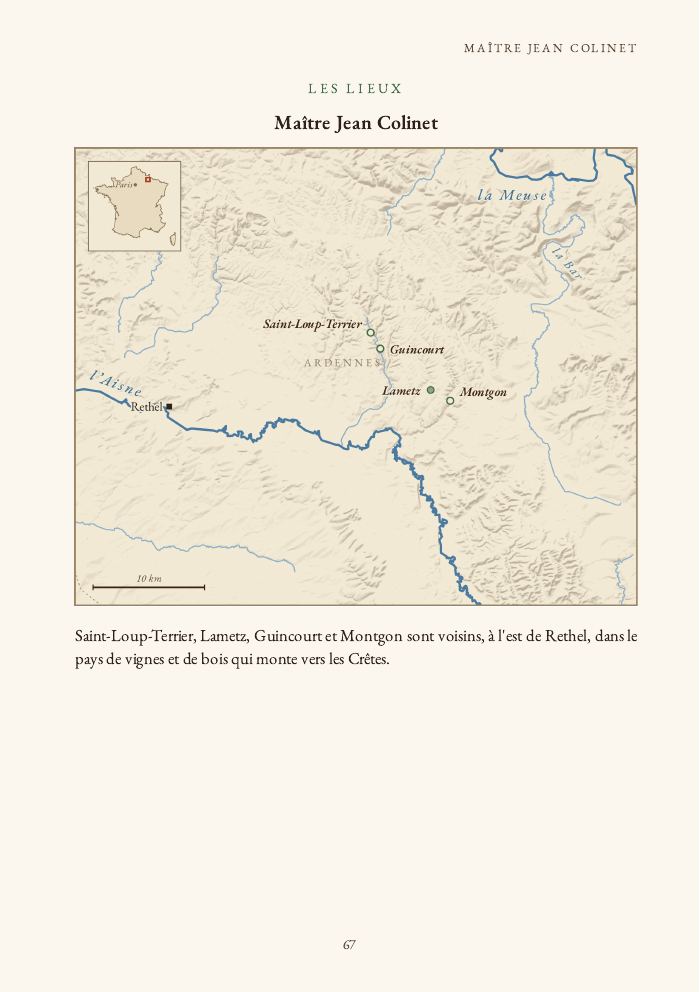 MAÎTRE JEAN COLINET
LES LIEUX
Maître Jean Colinet
Paris
la Meuse
la Bar
Saint-Loup-Terrier
Guincourt
ARDENNES
l'Aisne
Lametz
Montgon
Rethel
10 km
Saint-Loup-Terrier, Lametz, Guincourt et Montgon sont voisins, à l'est de Rethel, dans le
pays de vignes et de bois qui monte vers les Crêtes.
67